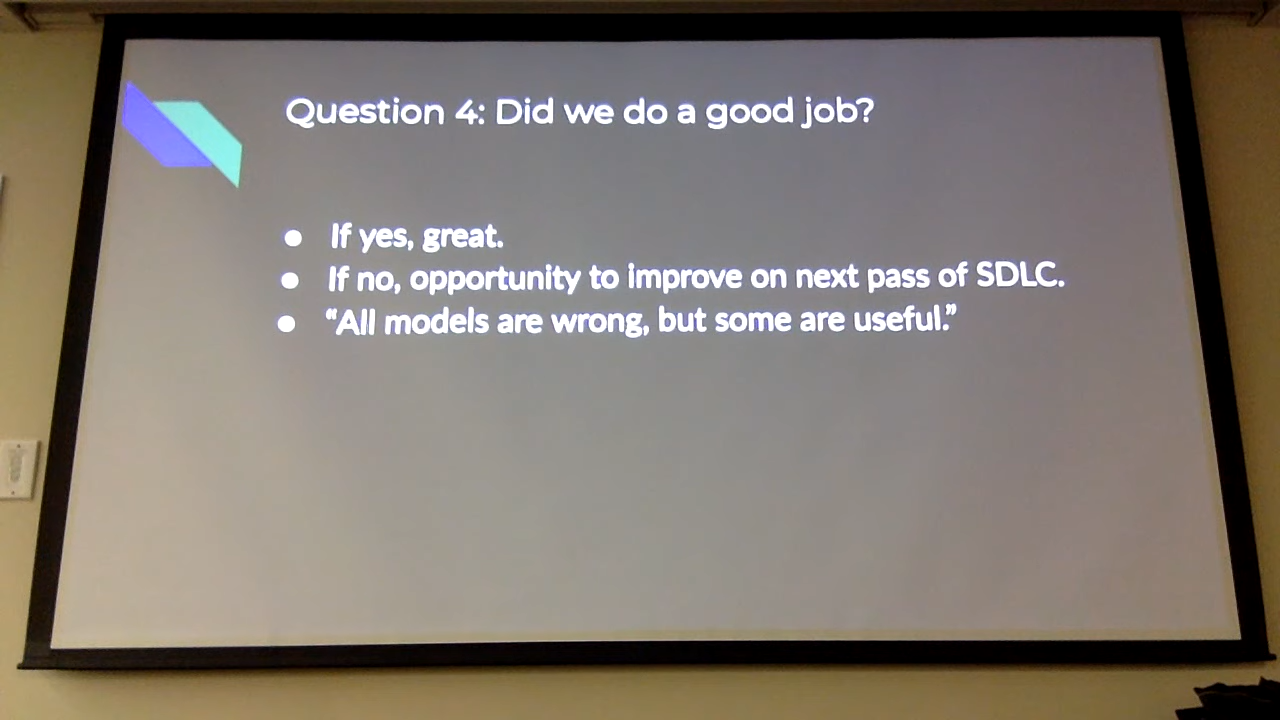 Question 4: Did we do a good job?
● If yes, great.
● If no, opportunity to improve on next pass of SDLC.
● “All models are wrong, but some are useful.”